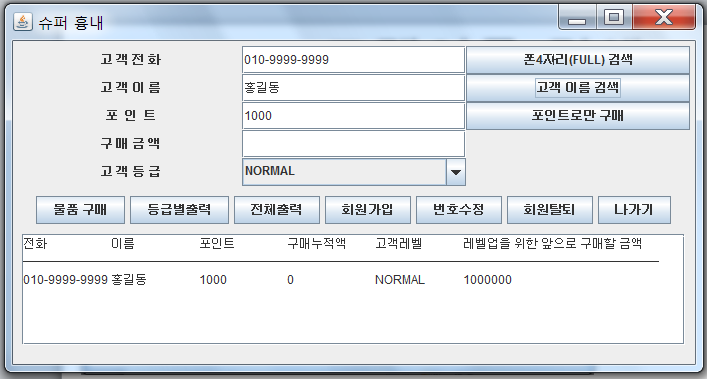 슈퍼 흉내
고 객 전 화 010-9999-9999 폰4자리(FULL) 검색
고 객 이 름 홍길동 고객 이름 검색
포 인 트 1000 포인트로만 구매
구 매 금 액
고 객 등 급 NORMAL
물품 구매 등급별출력 전체출력 회원가입 번호수정 회원탈퇴 나가기
전화 이름 포인트 구매누적액 고객레벨 레벨업을 위한 앞으로 구매할 금액
010-9999-9999 홍길동 1000 0 NORMAL 1000000